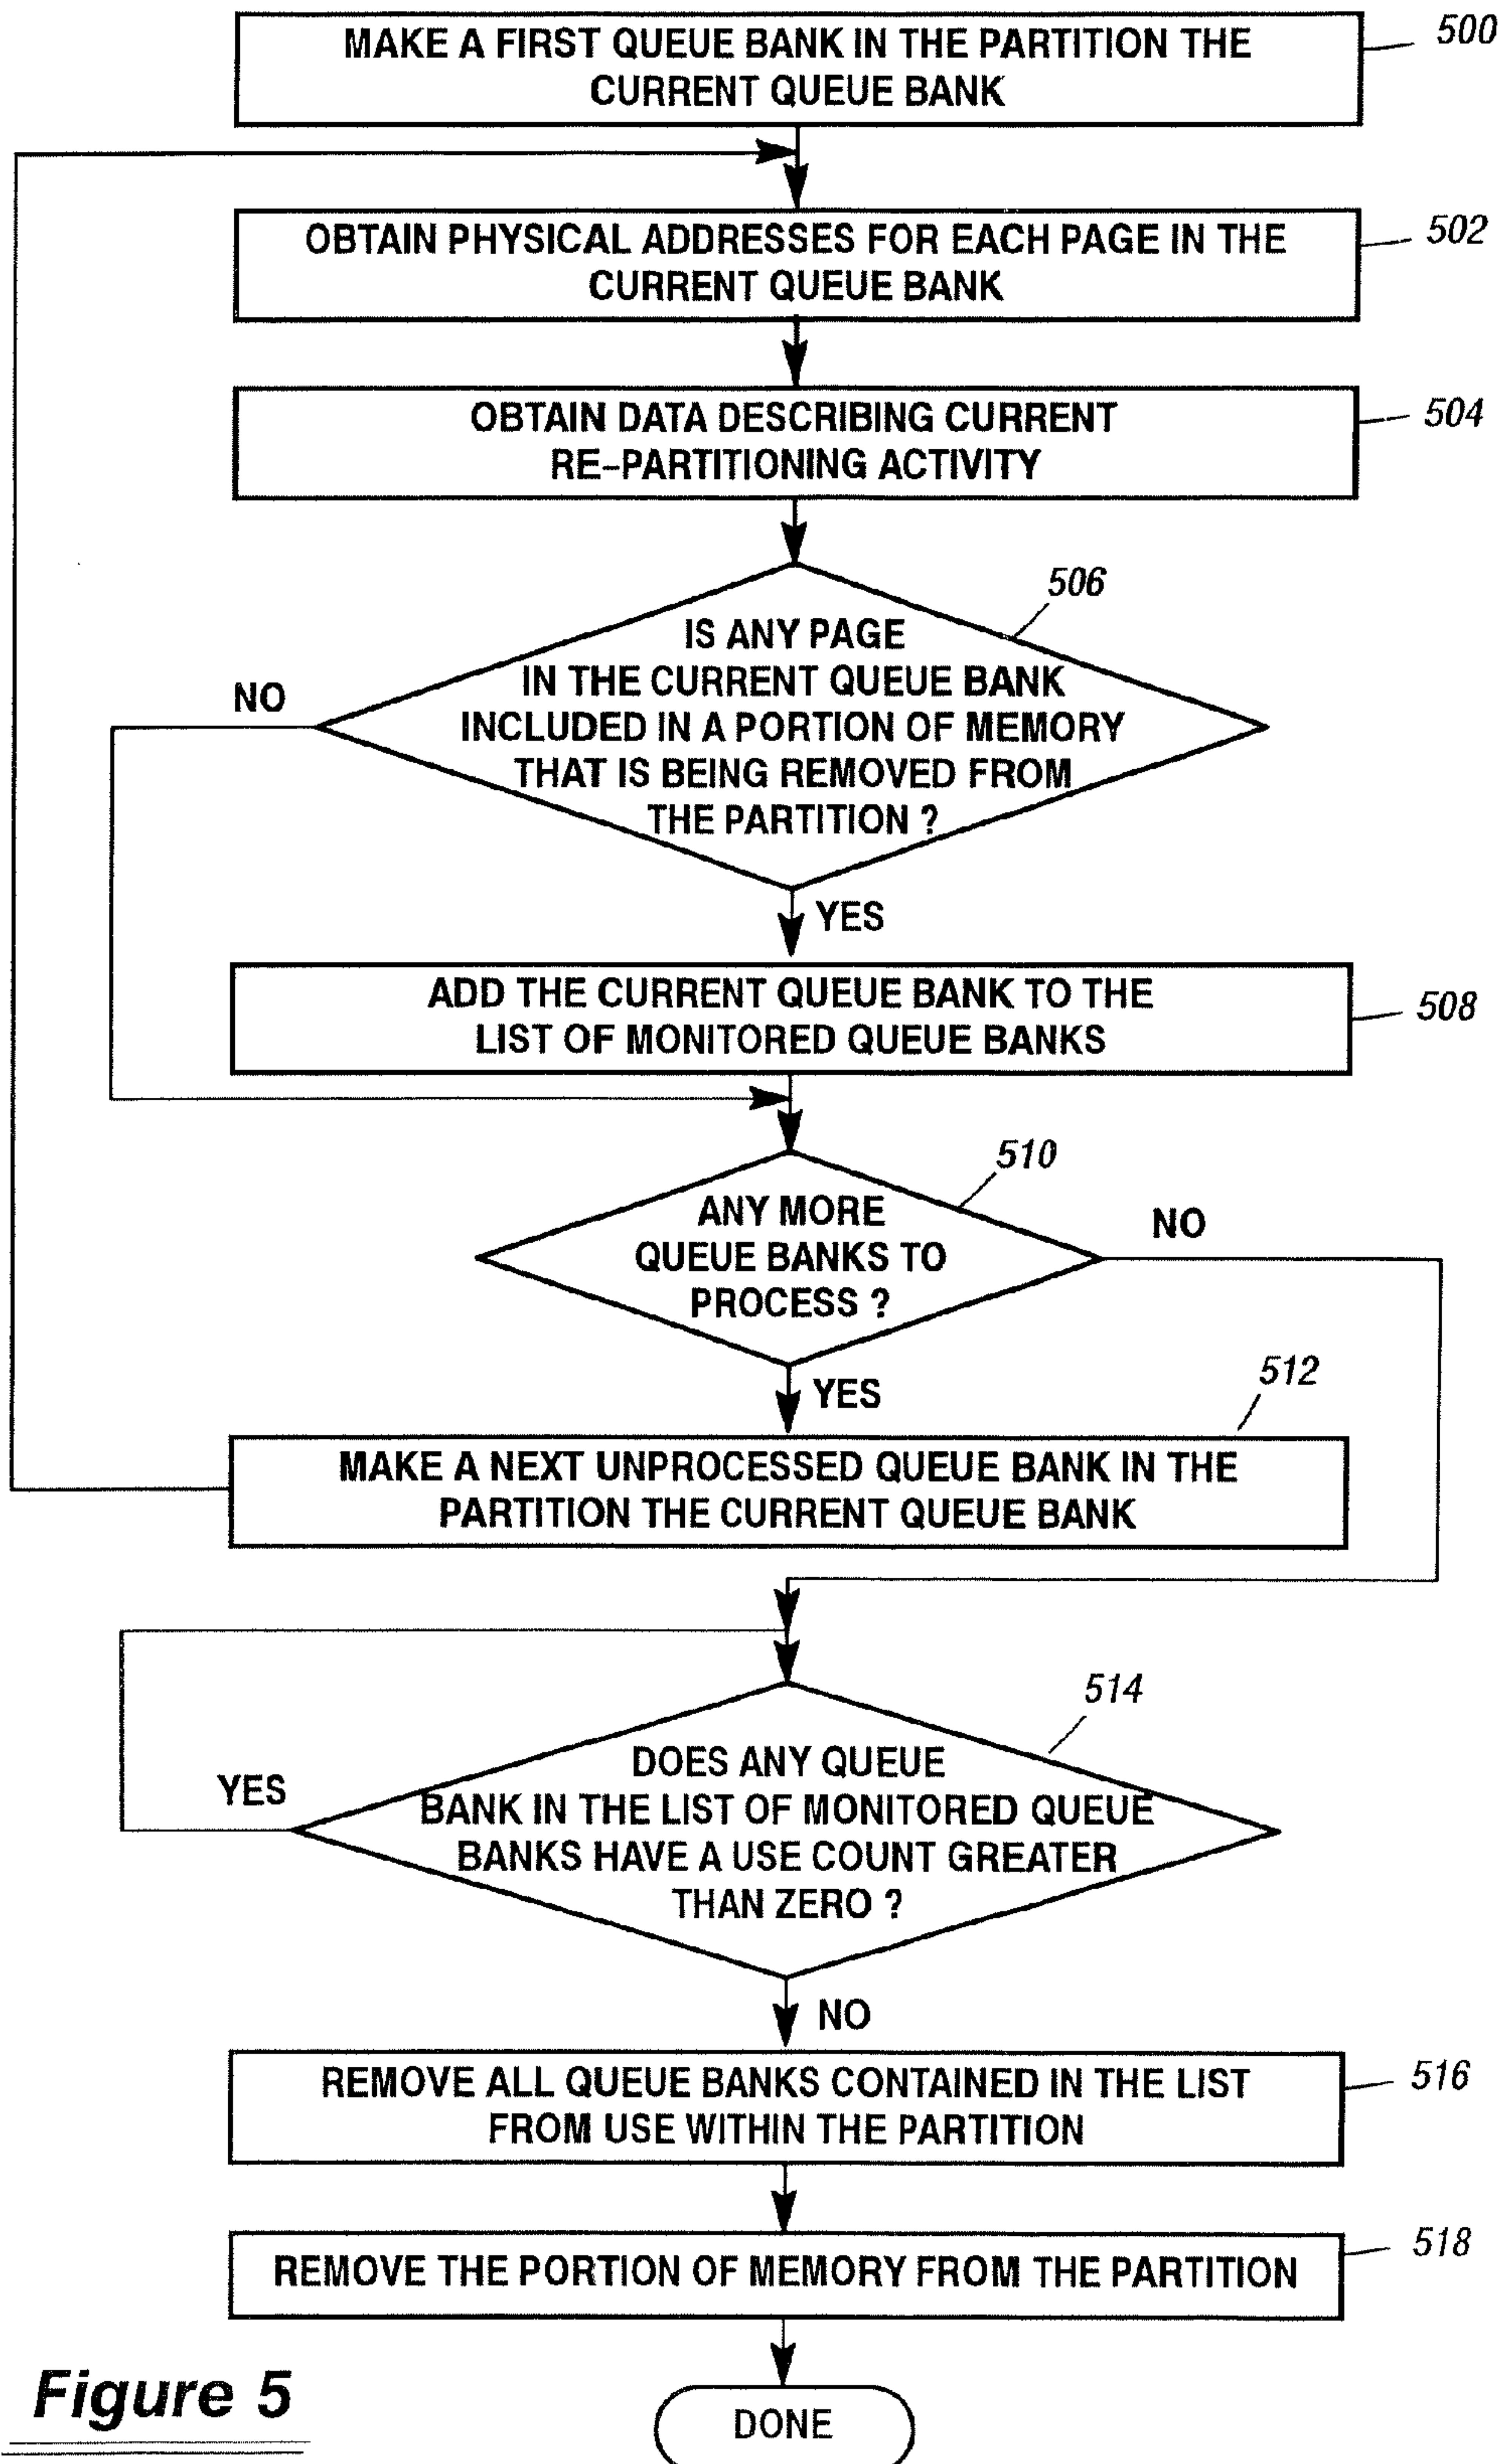 MAKE A FIRST QUEUE BANK IN THE PARTITION THE
CURRENT QUEUE BANK
500
OBTAIN PHYSICAL ADDRESSES FOR EACH PAGE IN THE
CURRENT QUEUE BANK
502
OBTAIN DATA DESCRIBING CURRENT
RE-PARTITIONING ACTIVITY
504
506
IS ANY PAGE
IN THE CURRENT QUEUE BANK
INCLUDED IN A PORTION OF MEMORY
THAT IS BEING REMOVED FROM
THE PARTITION ?
NO
YES
ADD THE CURRENT QUEUE BANK TO THE
LIST OF MONITORED QUEUE BANKS
508
510
ANY MORE
QUEUE BANKS TO
PROCESS ?
NO
YES
512
MAKE A NEXT UNPROCESSED QUEUE BANK IN THE
PARTITION THE CURRENT QUEUE BANK
514
DOES ANY QUEUE
BANK IN THE LIST OF MONITORED QUEUE
BANKS HAVE A USE COUNT GREATER
THAN ZERO ?
YES
NO
REMOVE ALL QUEUE BANKS CONTAINED IN THE LIST
FROM USE WITHIN THE PARTITION
516
REMOVE THE PORTION OF MEMORY FROM THE PARTITION
518
DONE
Figure 5